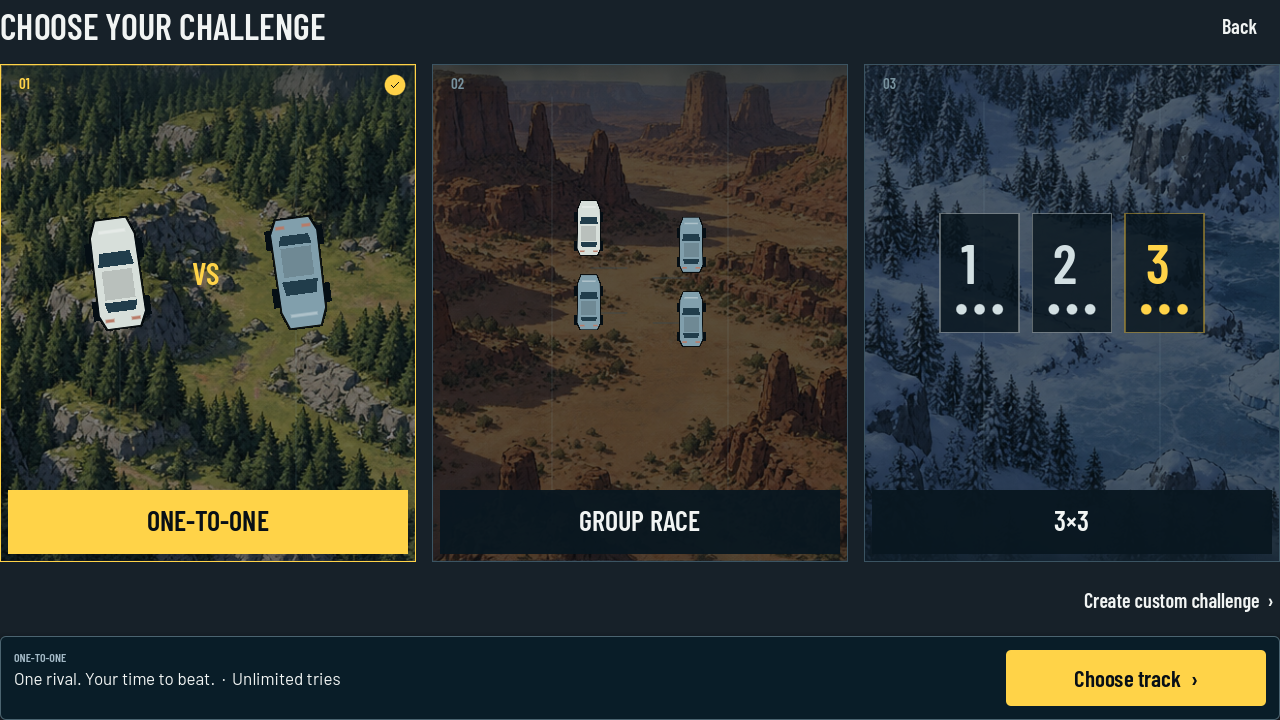 CHOOSE YOUR CHALLENGE
Back
01
02
03
VS
1
2
3
ONE-TO-ONE
GROUP RACE
3×3
Create custom challenge ›
ONE-TO-ONE
One rival. Your time to beat. · Unlimited tries
Choose track ›